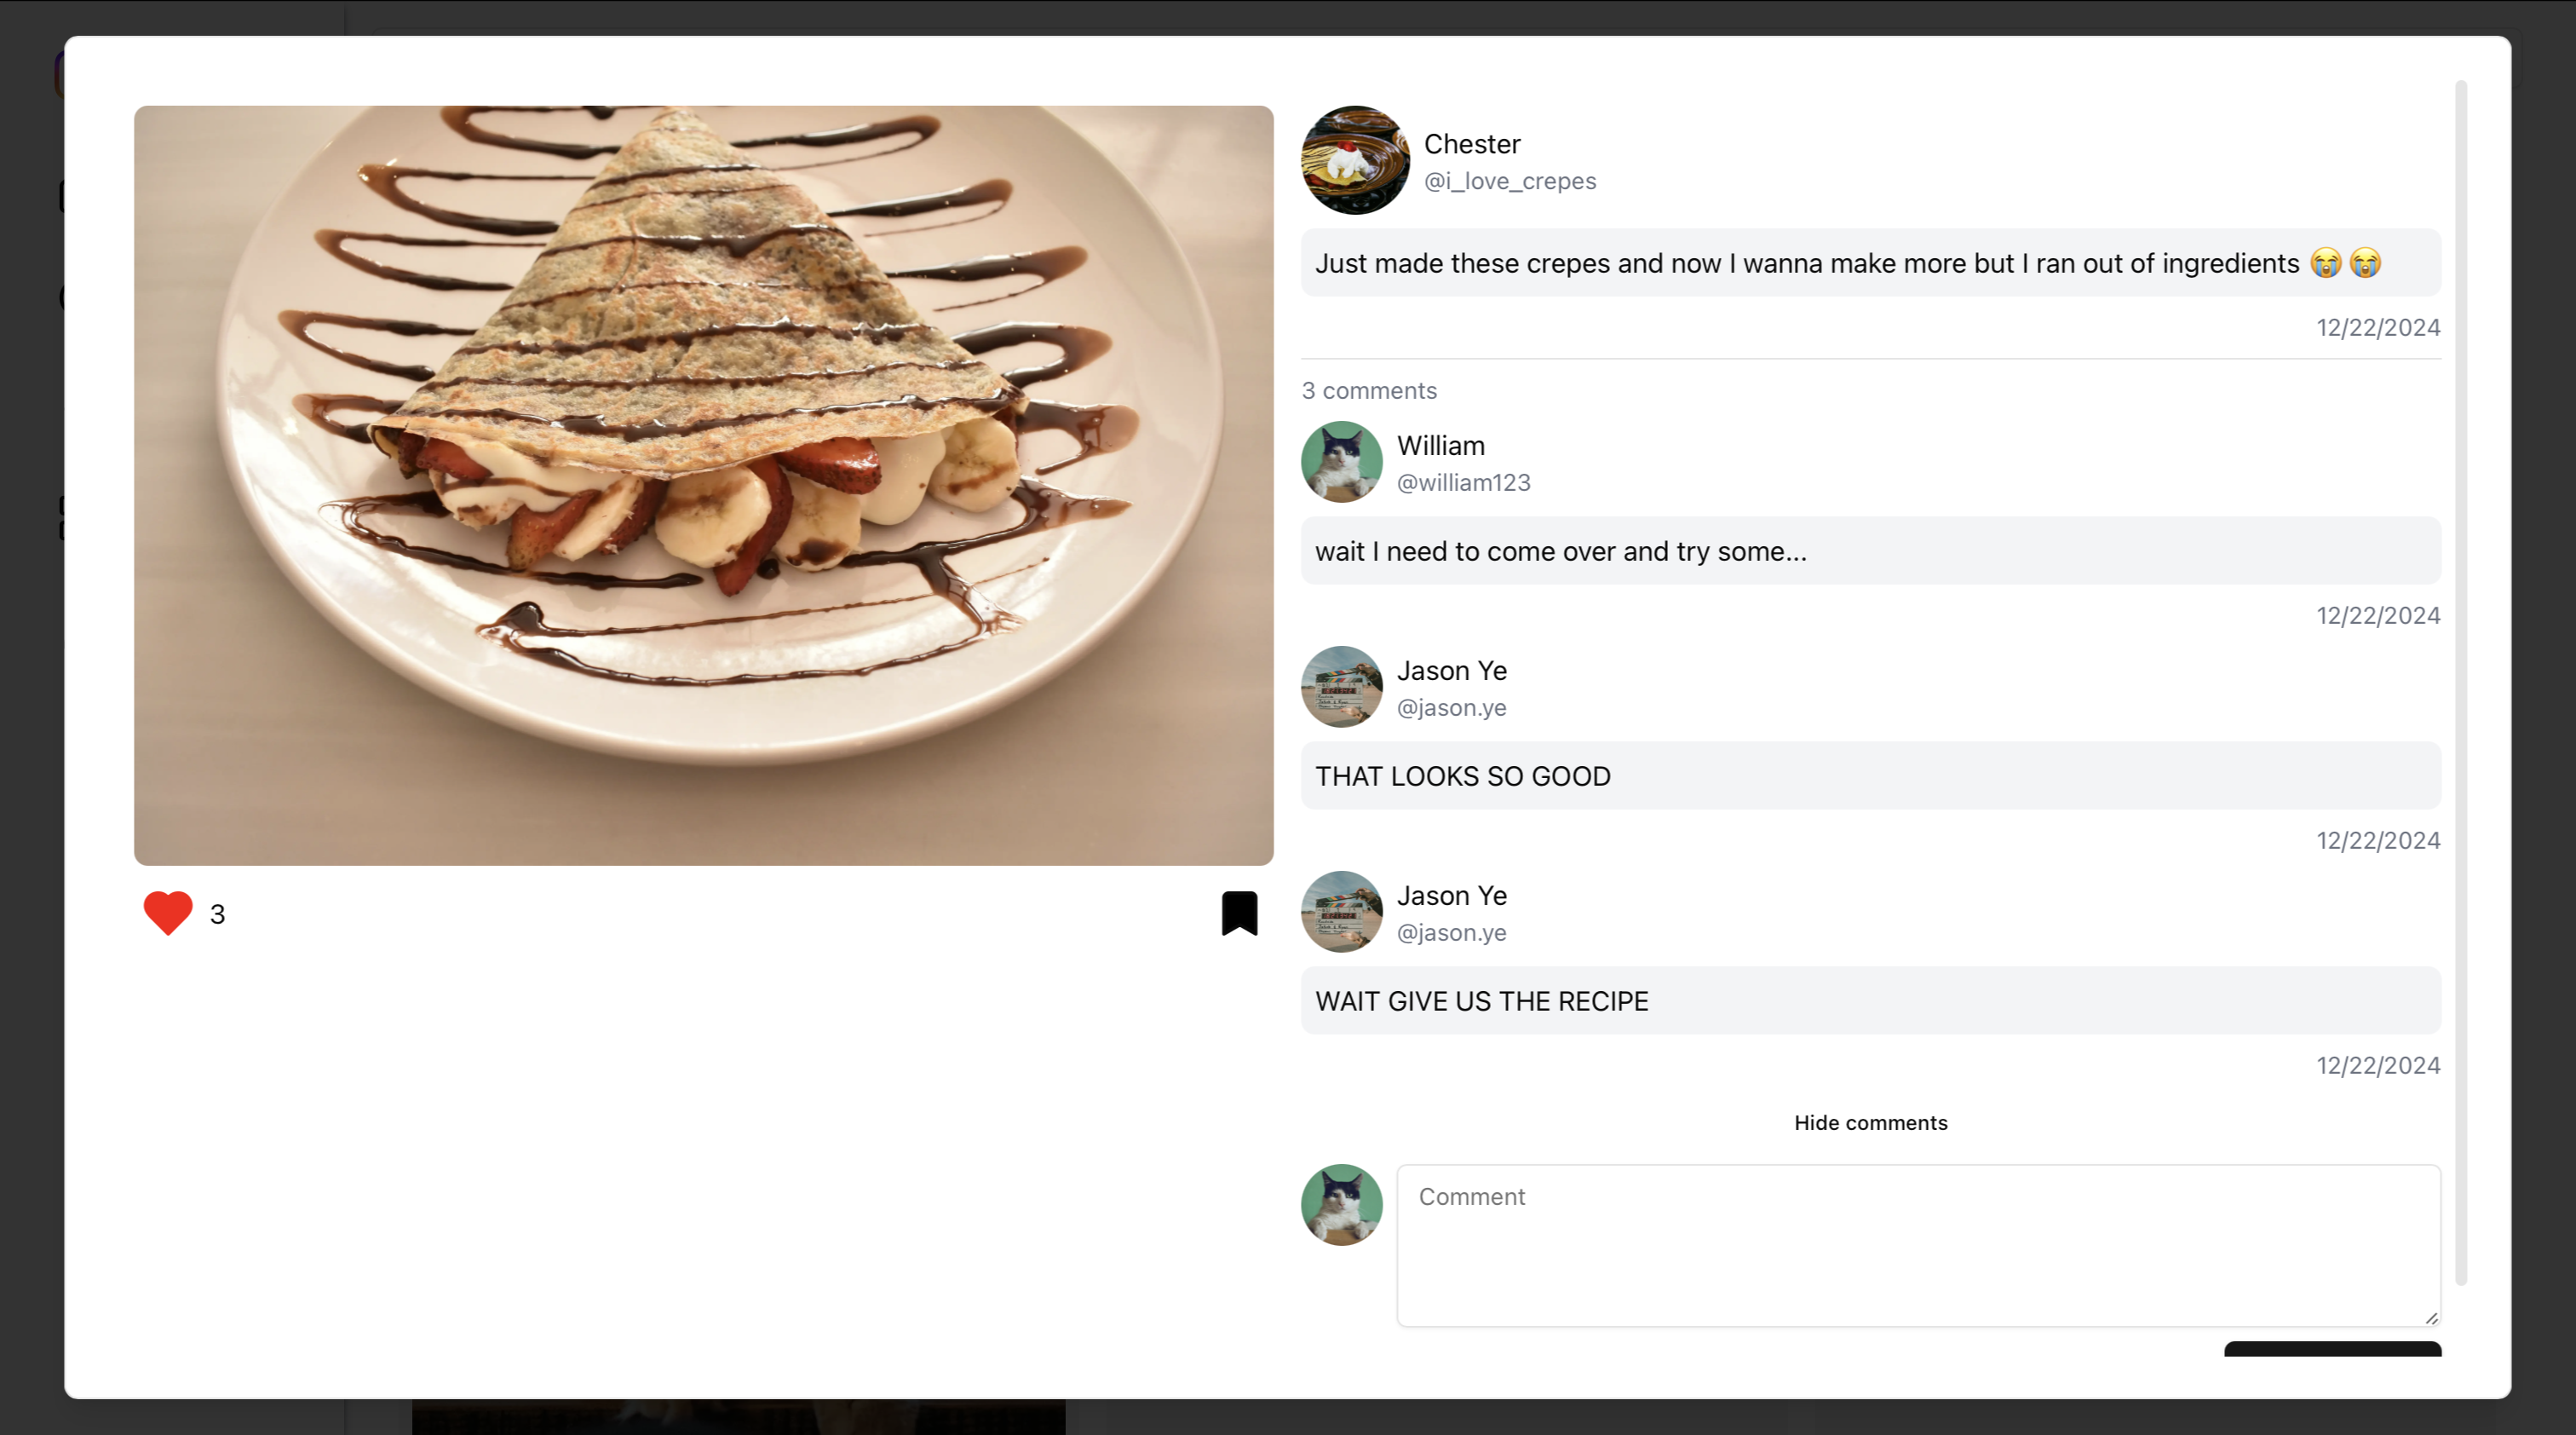 Chester
@i_love_crepes
Just made these crepes and now I wanna make more but I ran out of ingredients 😭😭
12/22/2024
3 comments
William
@william123
wait I need to come over and try some...
12/22/2024
Jason Ye
@jason.ye
THAT LOOKS SO GOOD
12/22/2024
Jason Ye
@jason.ye
WAIT GIVE US THE RECIPE
12/22/2024
3
Hide comments
Comment